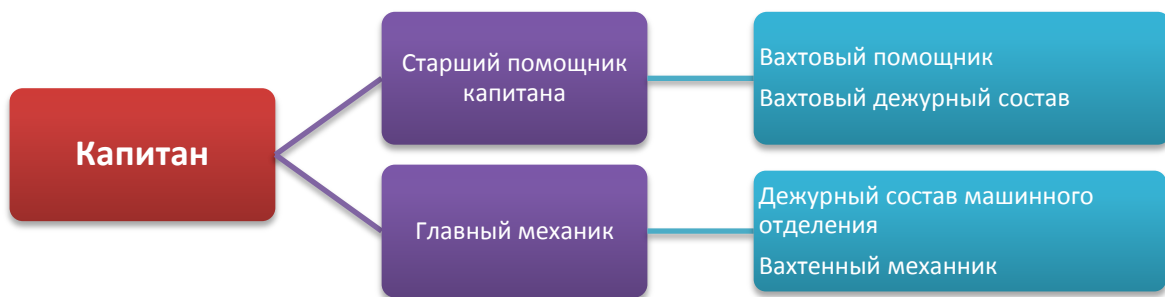 Капитан
Старший помощник
капитана
Вахтовый помощник
Вахтовый дежурный состав
Главный механик
Дежурный состав машинного
отделения
Вахтенный механник